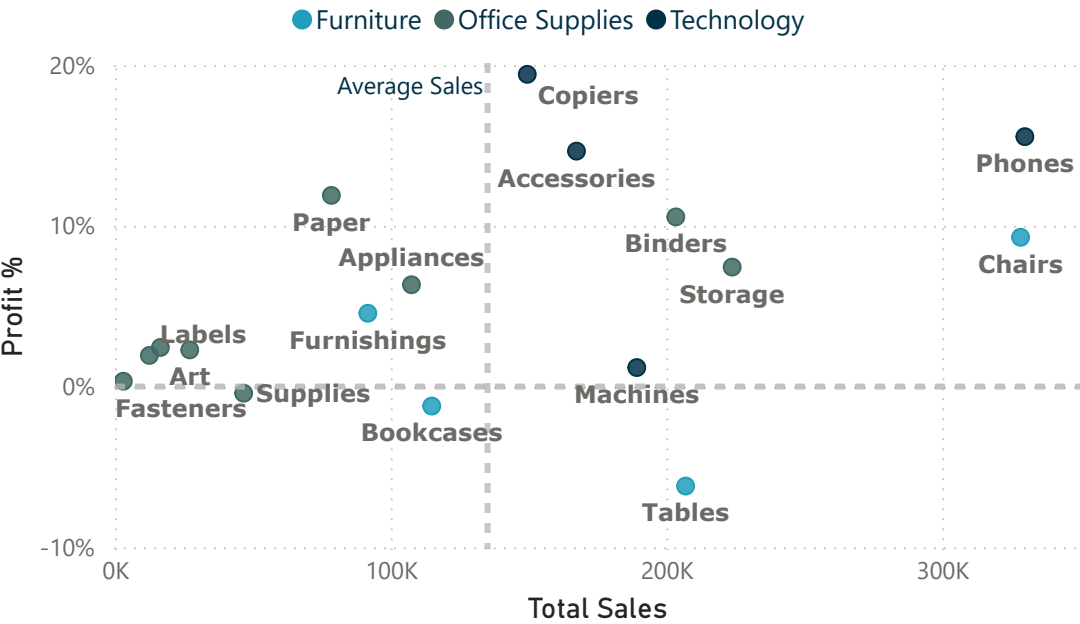 Furniture Office Supplies Technology
20%
Average Sales
Copiers
Phones
Accessories
Paper
10%
Binders
Appliances
Chairs
Storage
Profit %
Labels
Furnishings
Art
0%
Supplies
Machines
Fasteners
Bookcases
Tables
-10%
0K 100K 200K 300K
Total Sales